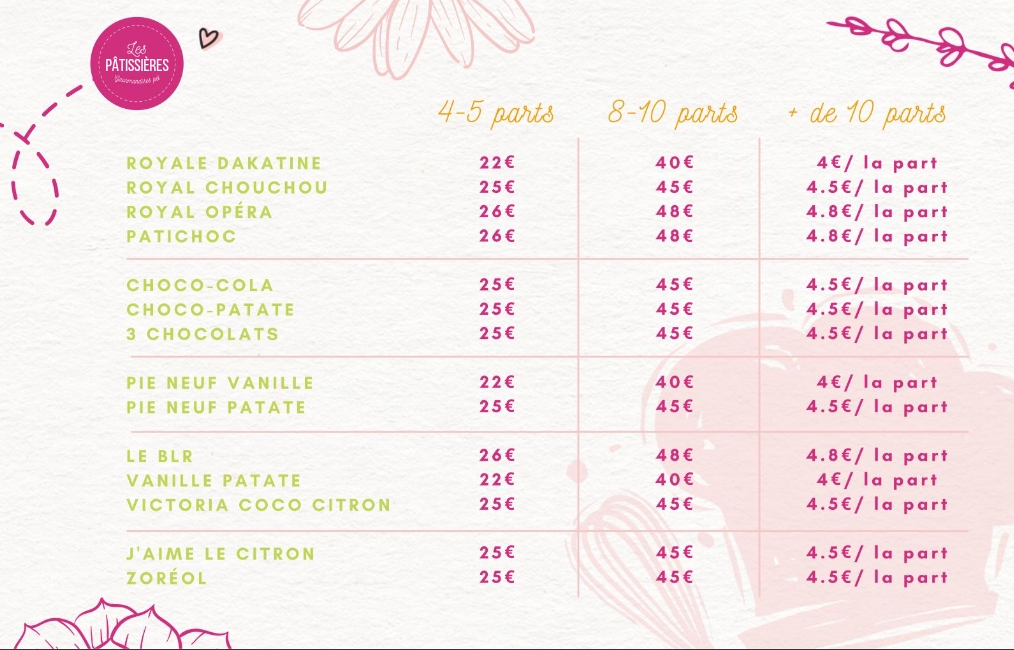 Les
PÂTISSIÈRES
Gourmandises péi
4-5 parts 8-10 parts + de 10 parts
ROYALE DAKATINE 22€ 40€ 4€/ la part
ROYAL CHOUCHOU 25€ 45€ 4.5€/ la part
ROYAL OPÉRA 26€ 48€ 4.8€/ la part
PATICHOC 26€ 48€ 4.8€/ la part
CHOCO-COLA 25€ 45€ 4.5€/ la part
CHOCO-PATATE 25€ 45€ 4.5€/ la part
3 CHOCOLATS 25€ 45€ 4.5€/ la part
PIE NEUF VANILLE 22€ 40€ 4€/ la part
PIE NEUF PATATE 25€ 45€ 4.5€/ la part
LE BLR 26€ 48€ 4.8€/ la part
VANILLE PATATE 22€ 40€ 4€/ la part
VICTORIA COCO CITRON 25€ 45€ 4.5€/ la part
J'AIME LE CITRON 25€ 45€ 4.5€/ la part
ZORÉOL 25€ 45€ 4.5€/ la part